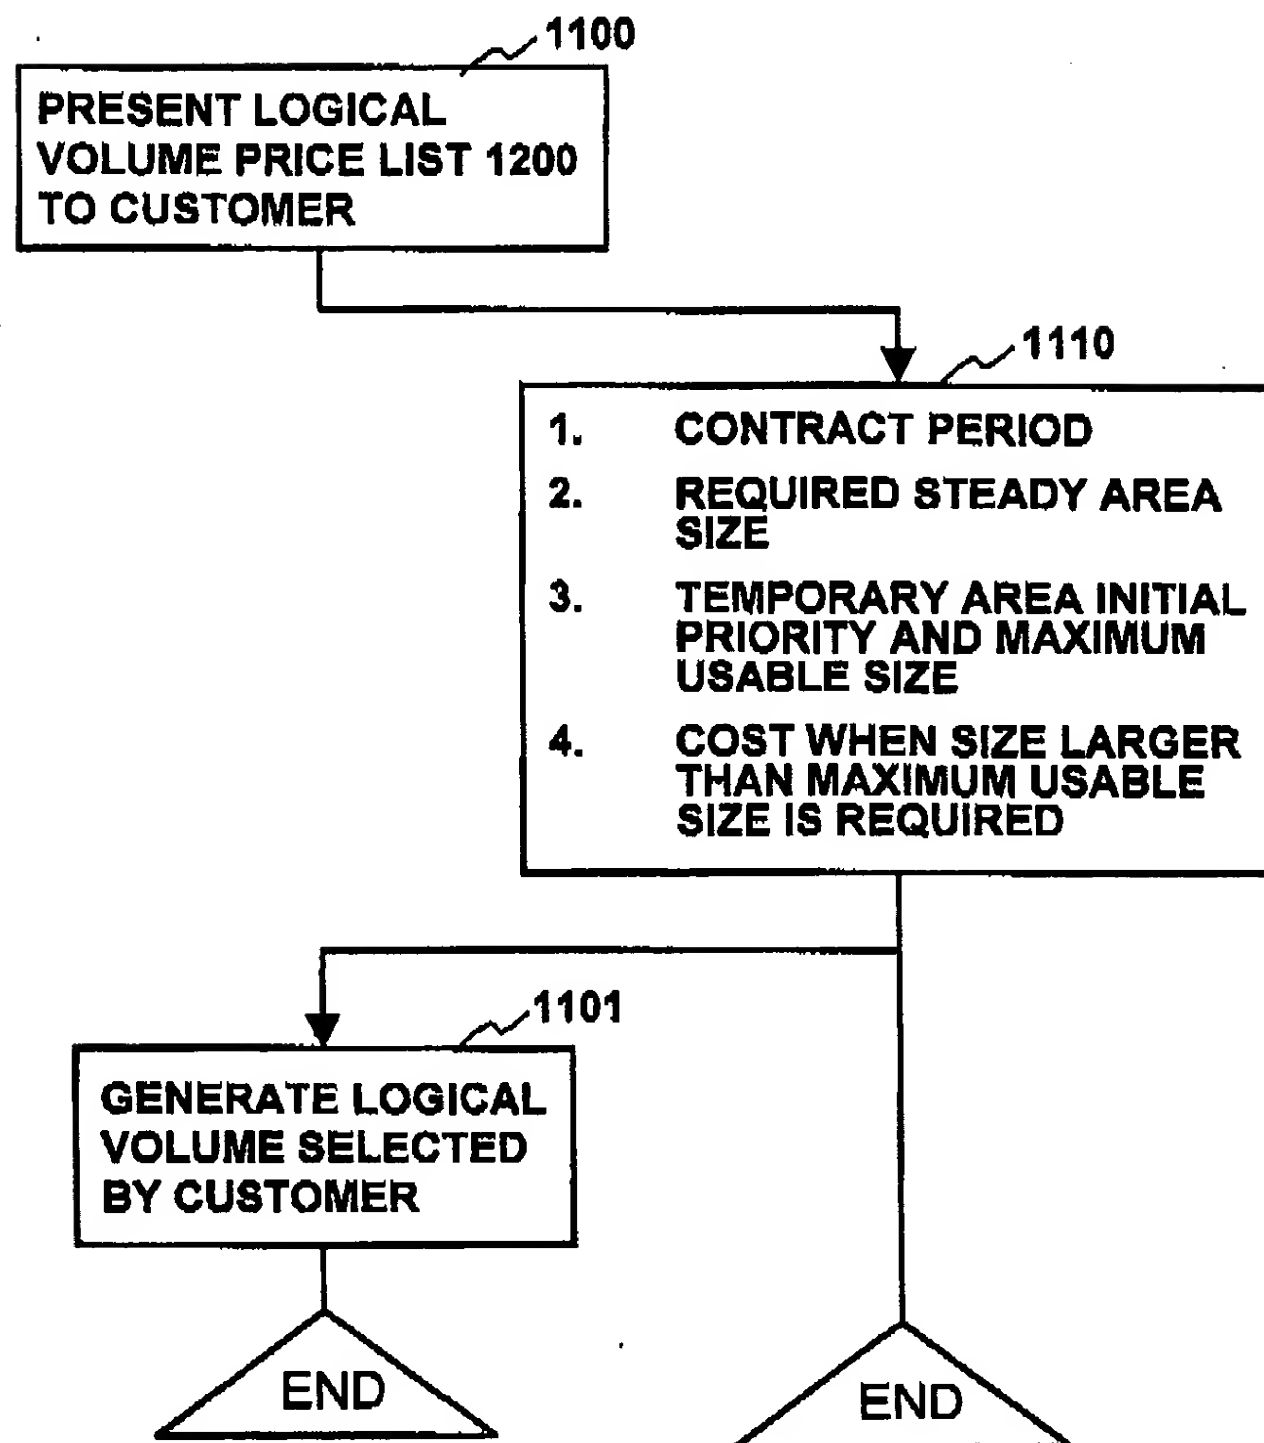 1100
PRESENT LOGICAL
VOLUME PRICE LIST 1200
TO CUSTOMER
1110
1. CONTRACT PERIOD
2. REQUIRED STEADY AREA
SIZE
3. TEMPORARY AREA INITIAL
PRIORITY AND MAXIMUM
USABLE SIZE
4. COST WHEN SIZE LARGER
THAN MAXIMUM USABLE
SIZE IS REQUIRED
1101
GENERATE LOGICAL
VOLUME SELECTED
BY CUSTOMER
END
END